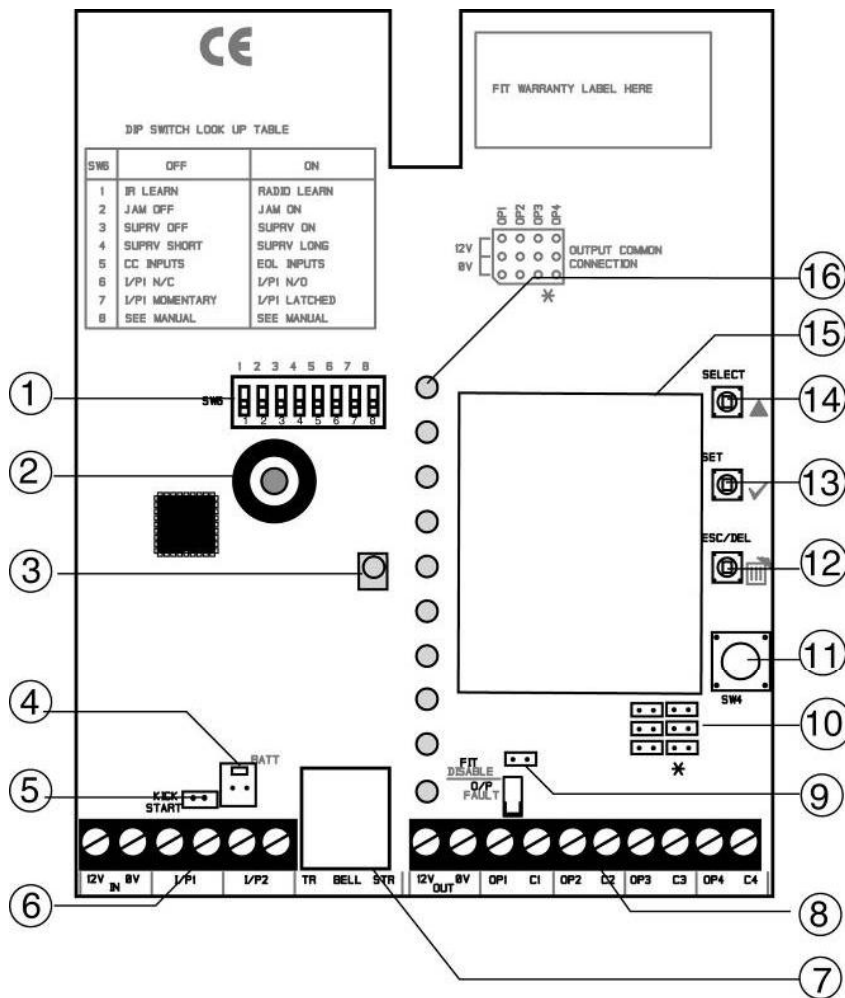 CE
FIT WARRANTY LABEL HERE
DIP SWITCH LOOK UP TABLE
SW6 OFF ON
1 IR LEARN RADIO LEARN
2 JAM OFF JAM ON
3 SUPRV OFF SUPRV ON
4 SUPRV SHORT SUPRV LONG
5 CC INPUTS EOL INPUTS
6 I/P1 N/C I/P1 N/O
7 I/P1 MOMENTARY I/P1 LATCHED
8 SEE MANUAL SEE MANUAL
OP1 OP2 OP3 OP4
12V
0V
OUTPUT COMMON
CONNECTION
*
16
15
1 2 3 4 5 6 7 8
SW6
1 2 3 4 5 6 7 8
1
SELECT
14
2
SET
13
3
ESC/DEL
12
11
SW4
4
BATT
10
*
5
KICK
START
FIT
DISABLE
O/P
FAULT
9
12V 0V I/P1 I/P2 TR BELL STR 12V 0V OP1 C1 OP2 C2 OP3 C3 OP4 C4
IN OUT
6
8
7